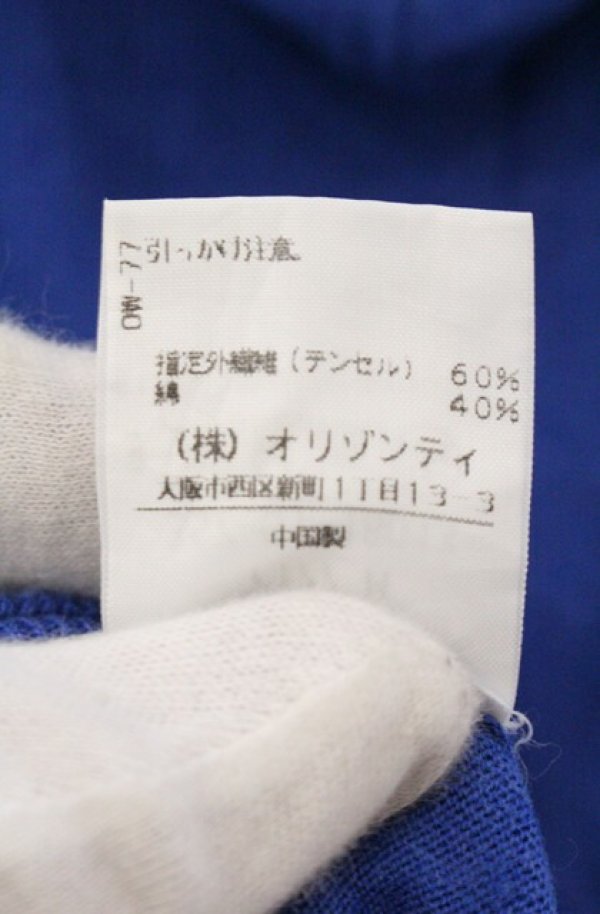 引っかけ注意。
OW-77
指定外繊維(テンセル) 60%
綿 40%
(株)オリゾンティ
大阪市西区新町1丁目13-3
中国製